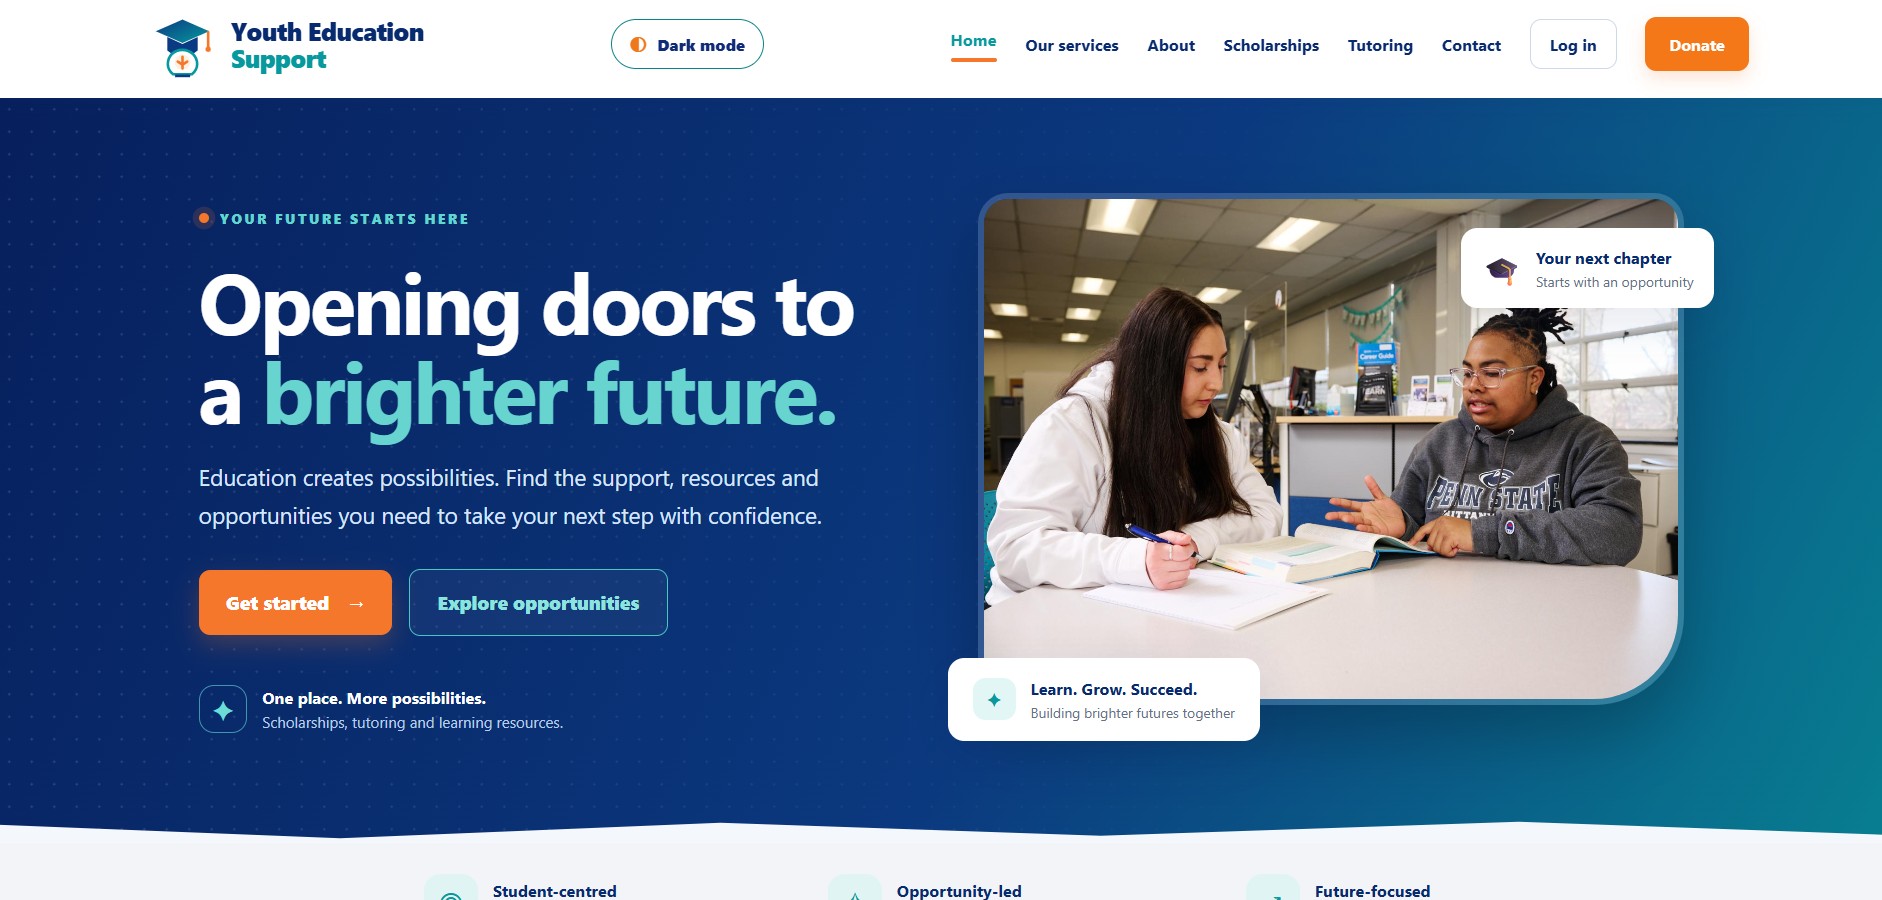 Youth Education
Support
Dark mode
Home
Our services
About
Scholarships
Tutoring
Contact
Log in
Donate
YOUR FUTURE STARTS HERE
Opening doors to
a brighter future.
Education creates possibilities. Find the support, resources and
opportunities you need to take your next step with confidence.
Get started →
Explore opportunities
One place. More possibilities.
Scholarships, tutoring and learning resources.
Your next chapter
Starts with an opportunity
Career Guide
PENN STATE
Learn. Grow. Succeed.
Building brighter futures together
Student-centred
Opportunity-led
Future-focused